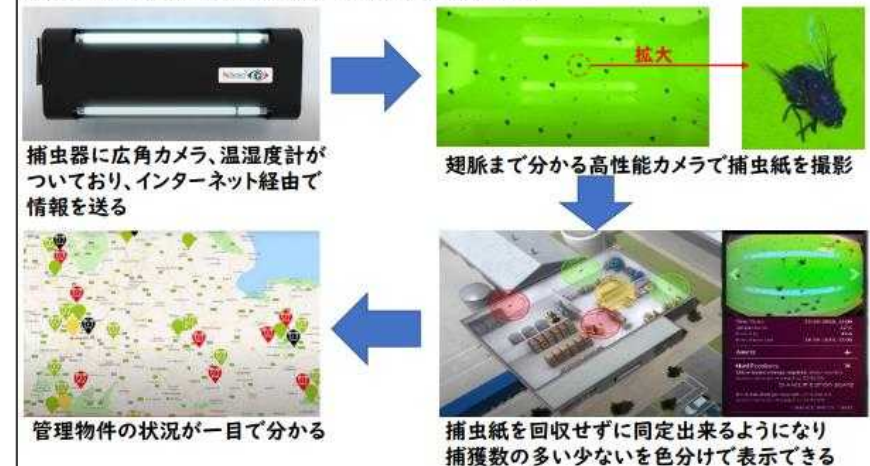 拡大
捕虫器に広角カメラ、温湿度計が
ついており、インターネット経由で
情報を送る
翅脈まで分かる高性能カメラで捕虫紙を撮影
管理物件の状況が一目で分かる
捕虫紙を回収せずに同定出来るようになり
捕獲数の多い少ないを色分けで表示できる